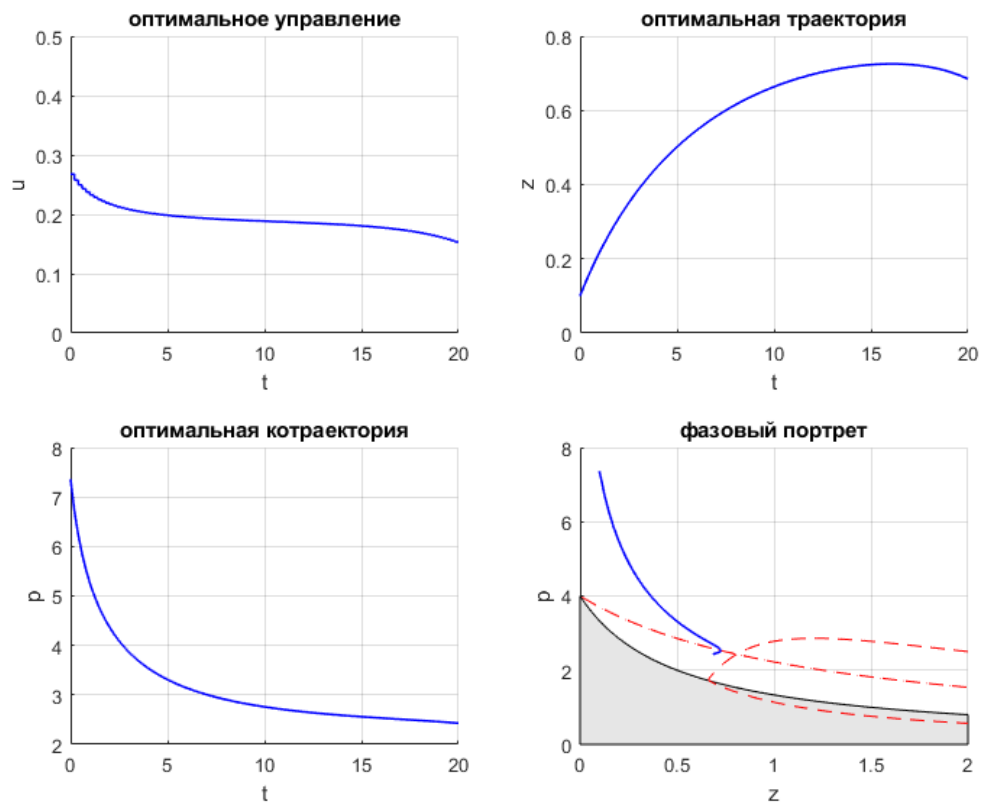 оптимальное управление
0.5
0.4
0.3
0.2
0.1
0
u
0 5 10 15 20
t
оптимальная траектория
0.8
0.6
0.4
0.2
0
z
0 5 10 15 20
t
оптимальная котраектория
8
7
6
5
4
3
2
p
0 5 10 15 20
t
фазовый портрет
8
6
4
2
0
p
0 0.5 1 1.5 2
z